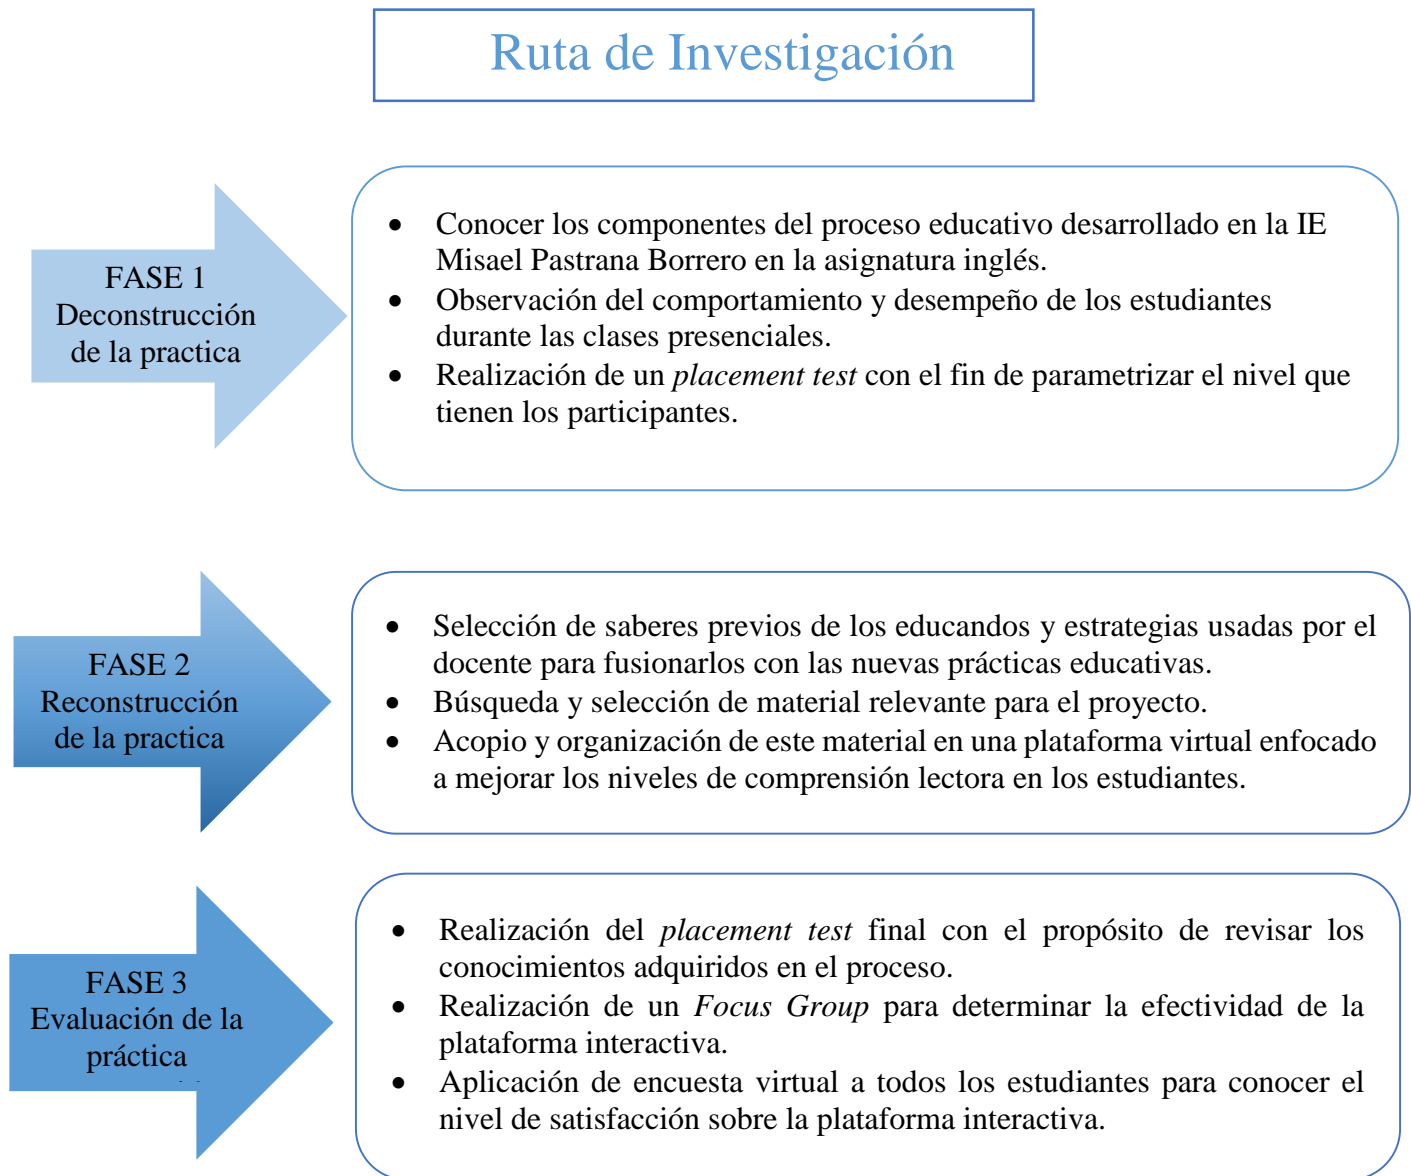 Ruta de Investigación
FASE 1
Deconstrucción
de la practica
• Conocer los componentes del proceso educativo desarrollado en la IE
Misael Pastrana Borrero en la asignatura inglés.
• Observación del comportamiento y desempeño de los estudiantes
durante las clases presenciales.
• Realización de un placement test con el fin de parametrizar el nivel que
tienen los participantes.
FASE 2
Reconstrucción
de la practica
• Selección de saberes previos de los educandos y estrategias usadas por el
docente para fusionarlos con las nuevas prácticas educativas.
• Búsqueda y selección de material relevante para el proyecto.
• Acopio y organización de este material en una plataforma virtual enfocado
a mejorar los niveles de comprensión lectora en los estudiantes.
FASE 3
Evaluación de la
práctica
• Realización del placement test final con el propósito de revisar los
conocimientos adquiridos en el proceso.
• Realización de un Focus Group para determinar la efectividad de la
plataforma interactiva.
• Aplicación de encuesta virtual a todos los estudiantes para conocer el
nivel de satisfacción sobre la plataforma interactiva.